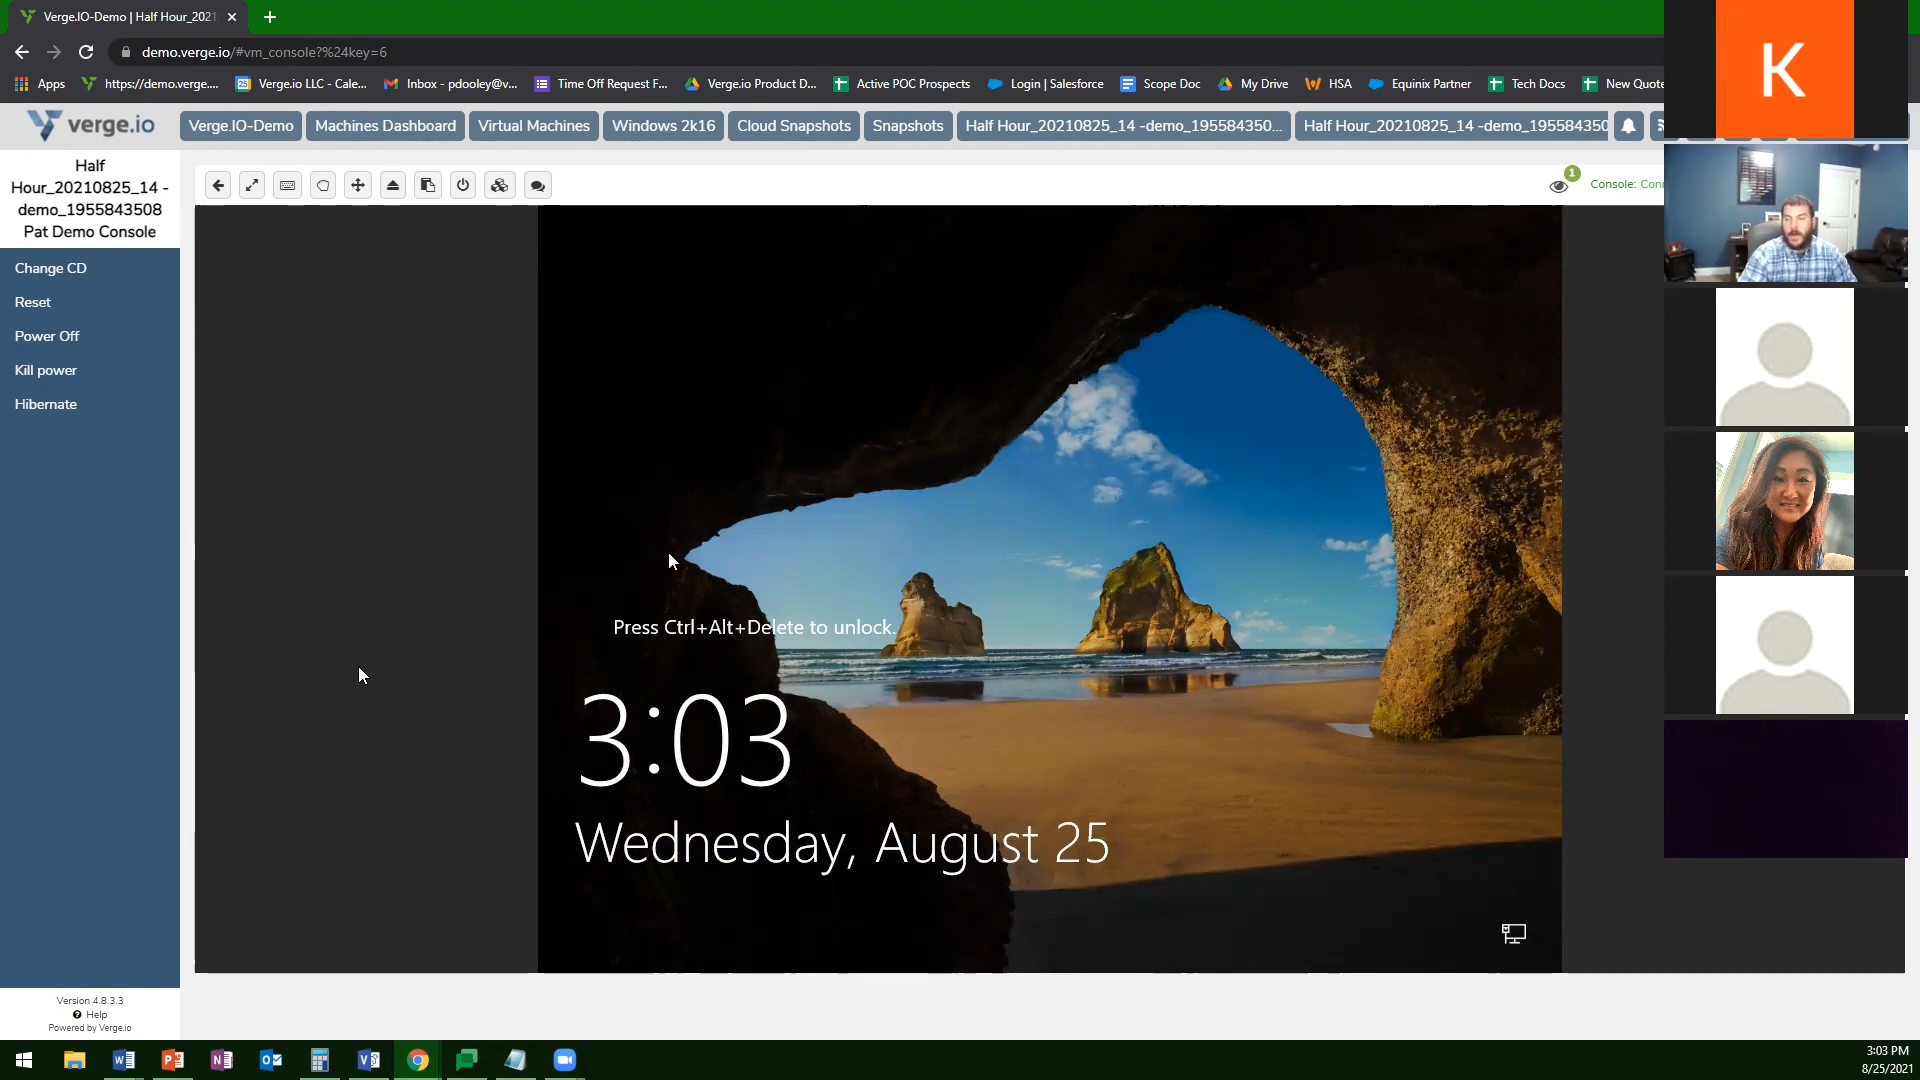 Verge.IO-Demo | Half Hour_2021
demo.verge.io/#vm_console?%24key=6
Apps
https://demo.verge....
Verge.io LLC - Cale...
Inbox - pdooley@v...
Time Off Request F...
Verge.io Product D...
Active POC Prospects
Login | Salesforce
Scope Doc
My Drive
HSA
Equinix Partner
Tech Docs
New Quote
K
verge.io
Verge.IO-Demo
Machines Dashboard
Virtual Machines
Windows 2k16
Cloud Snapshots
Snapshots
Half Hour_20210825_14 -demo_195584350...
Half Hour_20210825_14 -demo_195584350
Half
Hour_20210825_14 -
demo_1955843508
Pat Demo Console
1
Console: Conn
Change CD
Reset
Power Off
Kill power
Hibernate
Press Ctrl+Alt+Delete to unlock.
3:03
Wednesday, August 25
Version 4.8.3.3
Help
Powered by Verge.io
3:03 PM
8/25/2021